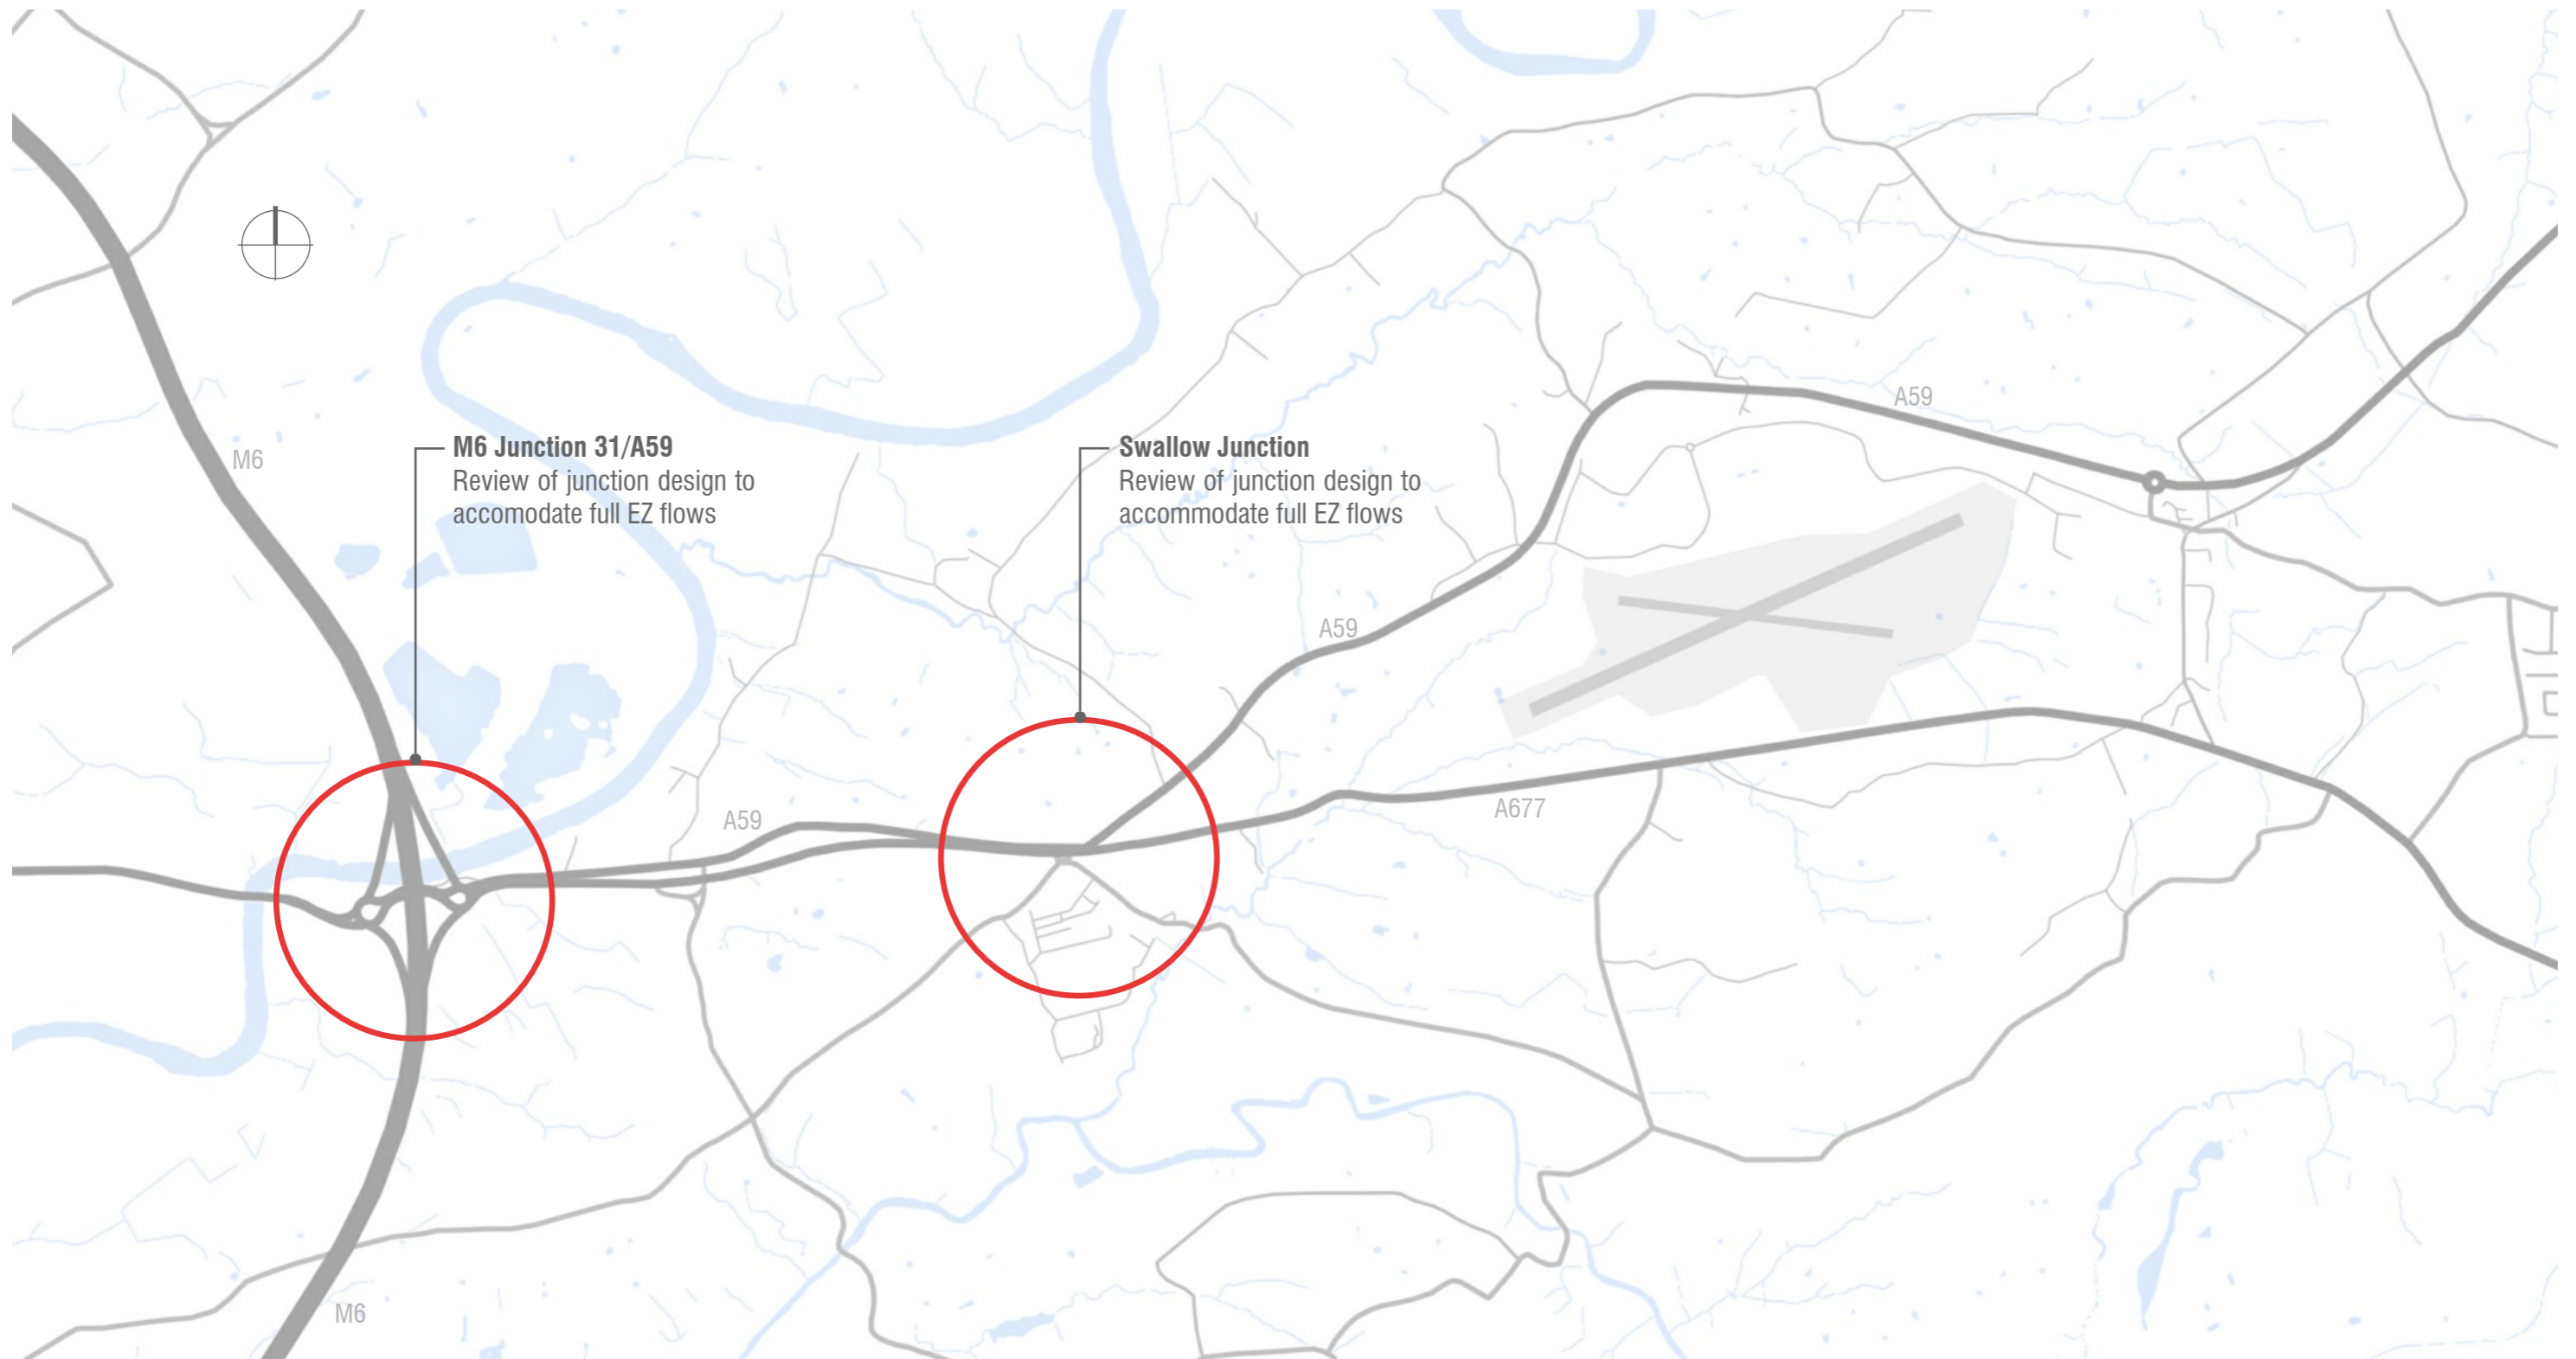 A59
M6
M6 Junction 31/A59
Review of junction design to
accomodate full EZ flows
Swallow Junction
Review of junction design to
accommodate full EZ flows
A59
A59
A677
M6